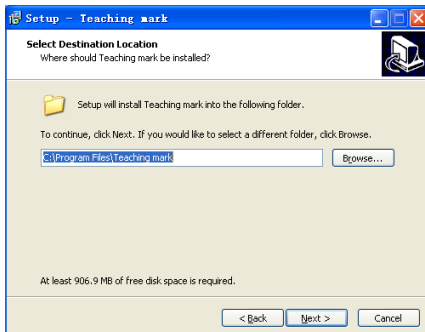 Setup - Teaching mark
Select Destination Location
Where should Teaching mark be installed?
Setup will install Teaching mark into the following folder.
To continue, click Next. If you would like to select a different folder, click Browse.
C:\Program Files\Teaching mark
Browse...
At least 906.9 MB of free disk space is required.
< Back
Next >
Cancel